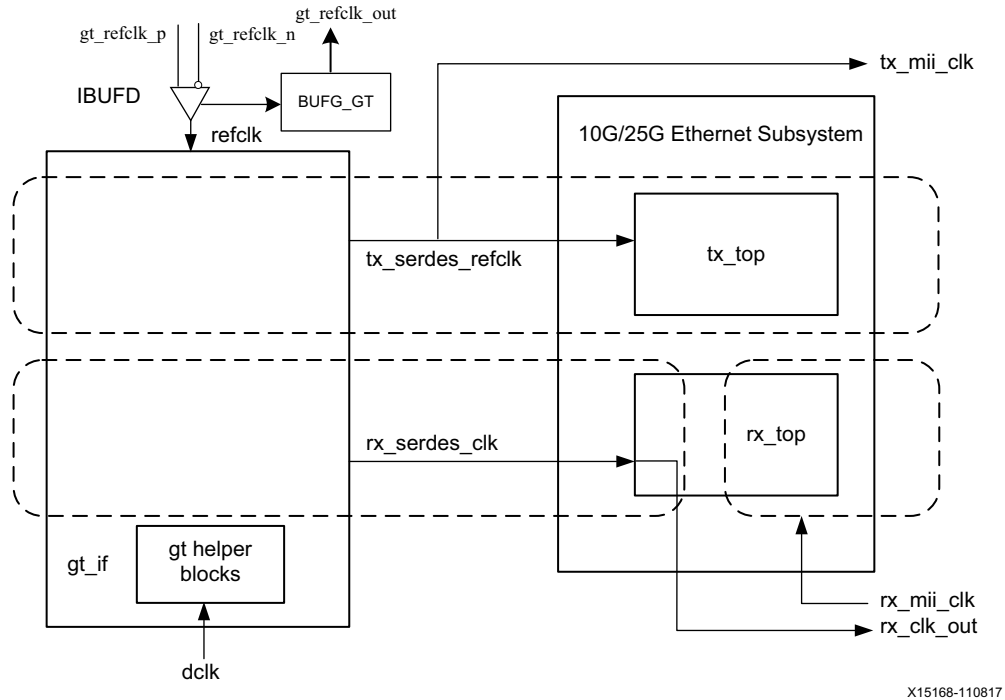 gt_refclk_out
gt_refclk_p
gt_refclk_n
tx_mii_clk
IBUFD
BUFG_GT
refclk
10G/25G Ethernet Subsystem
tx_serdes_refclk
tx_top
rx_serdes_clk
rx_top
gt_if
gt helper
blocks
rx_mii_clk
rx_clk_out
dclk
X15168-110817